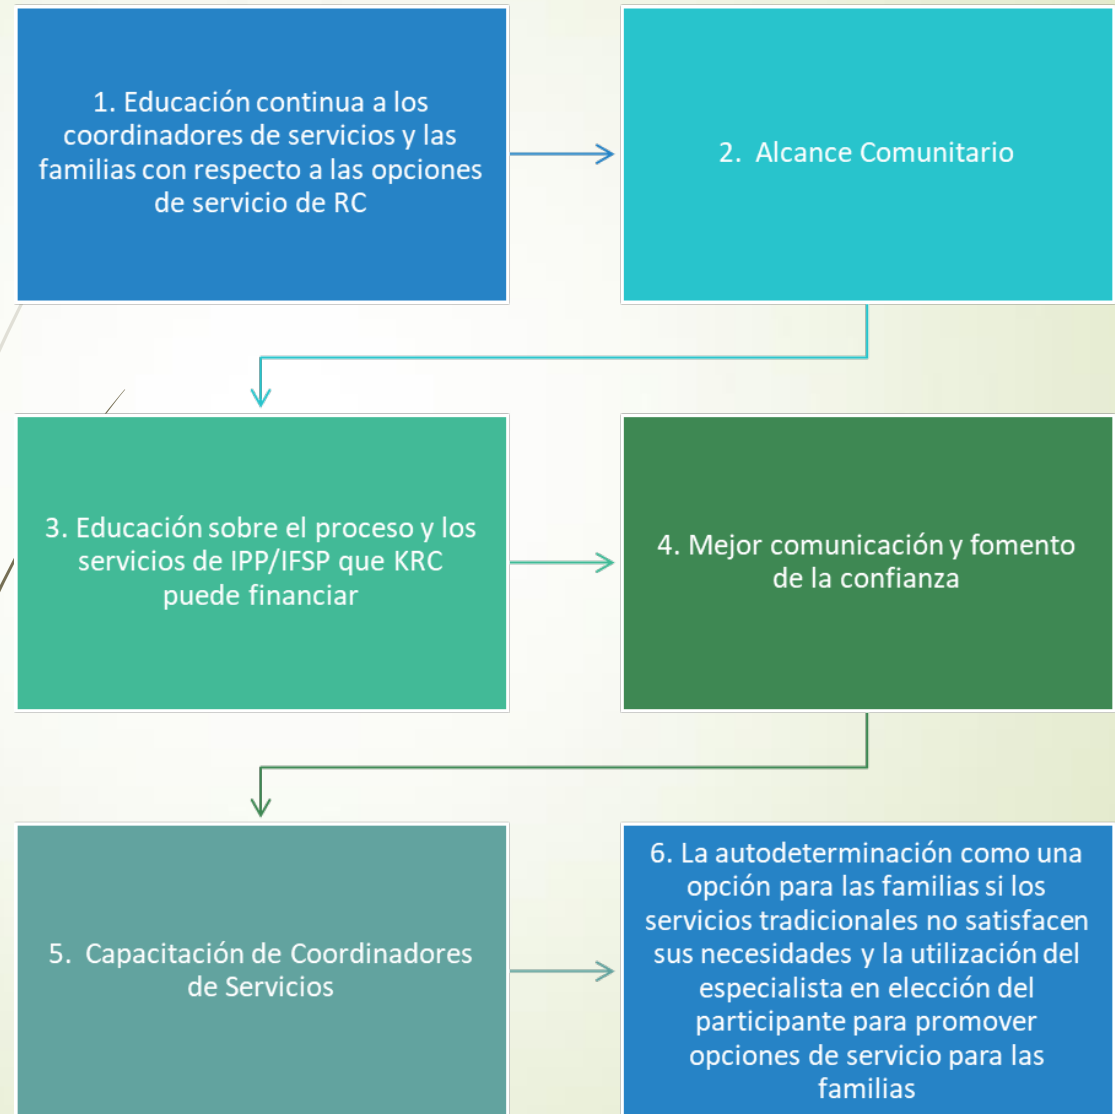 1. Educación continua a los
coordinadores de servicios y las
familias con respecto a las opciones
de servicio de RC
2. Alcance Comunitario
3. Educación sobre el proceso y los
servicios de IPP/IFSP que KRC
puede financiar
4. Mejor comunicación y fomento
de la confianza
5. Capacitación de Coordinadores
de Servicios
6. La autodeterminación como una
opción para las familias si los
servicios tradicionales no satisfacen
sus necesidades y la utilización del
especialista en elección del
participante para promover
opciones de servicio para las
familias